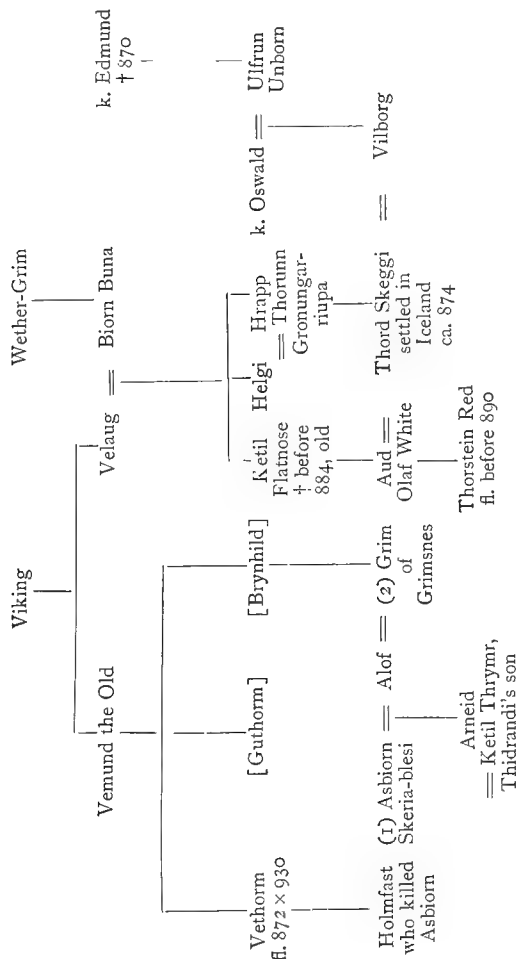 Viking
Wether-Grim
Vemund the Old
Velaug = Biorn Buna
k. Edmund
† 870
Vethorm
fl. 872 × 930
[Guthorm]
[Brynhild]
Ketil
Flatnose
† before
884, old
Helgi
Hrapp
= Thorunn
Gronungar-
riupa
k. Oswald =
Ulfrun
Unborn
Holmfast
who killed
Asbiorn
(1) Asbiorn
Skeria-blesi
= Alof =
(2) Grim
of
Grimsnes
Aud =
Olaf White
Thord Skeggi
settled in
Iceland
ca. 874
= Vilborg
Arneid
= Ketil Thrymr,
Thidrandi's son
Thorstein Red
fl. before 890